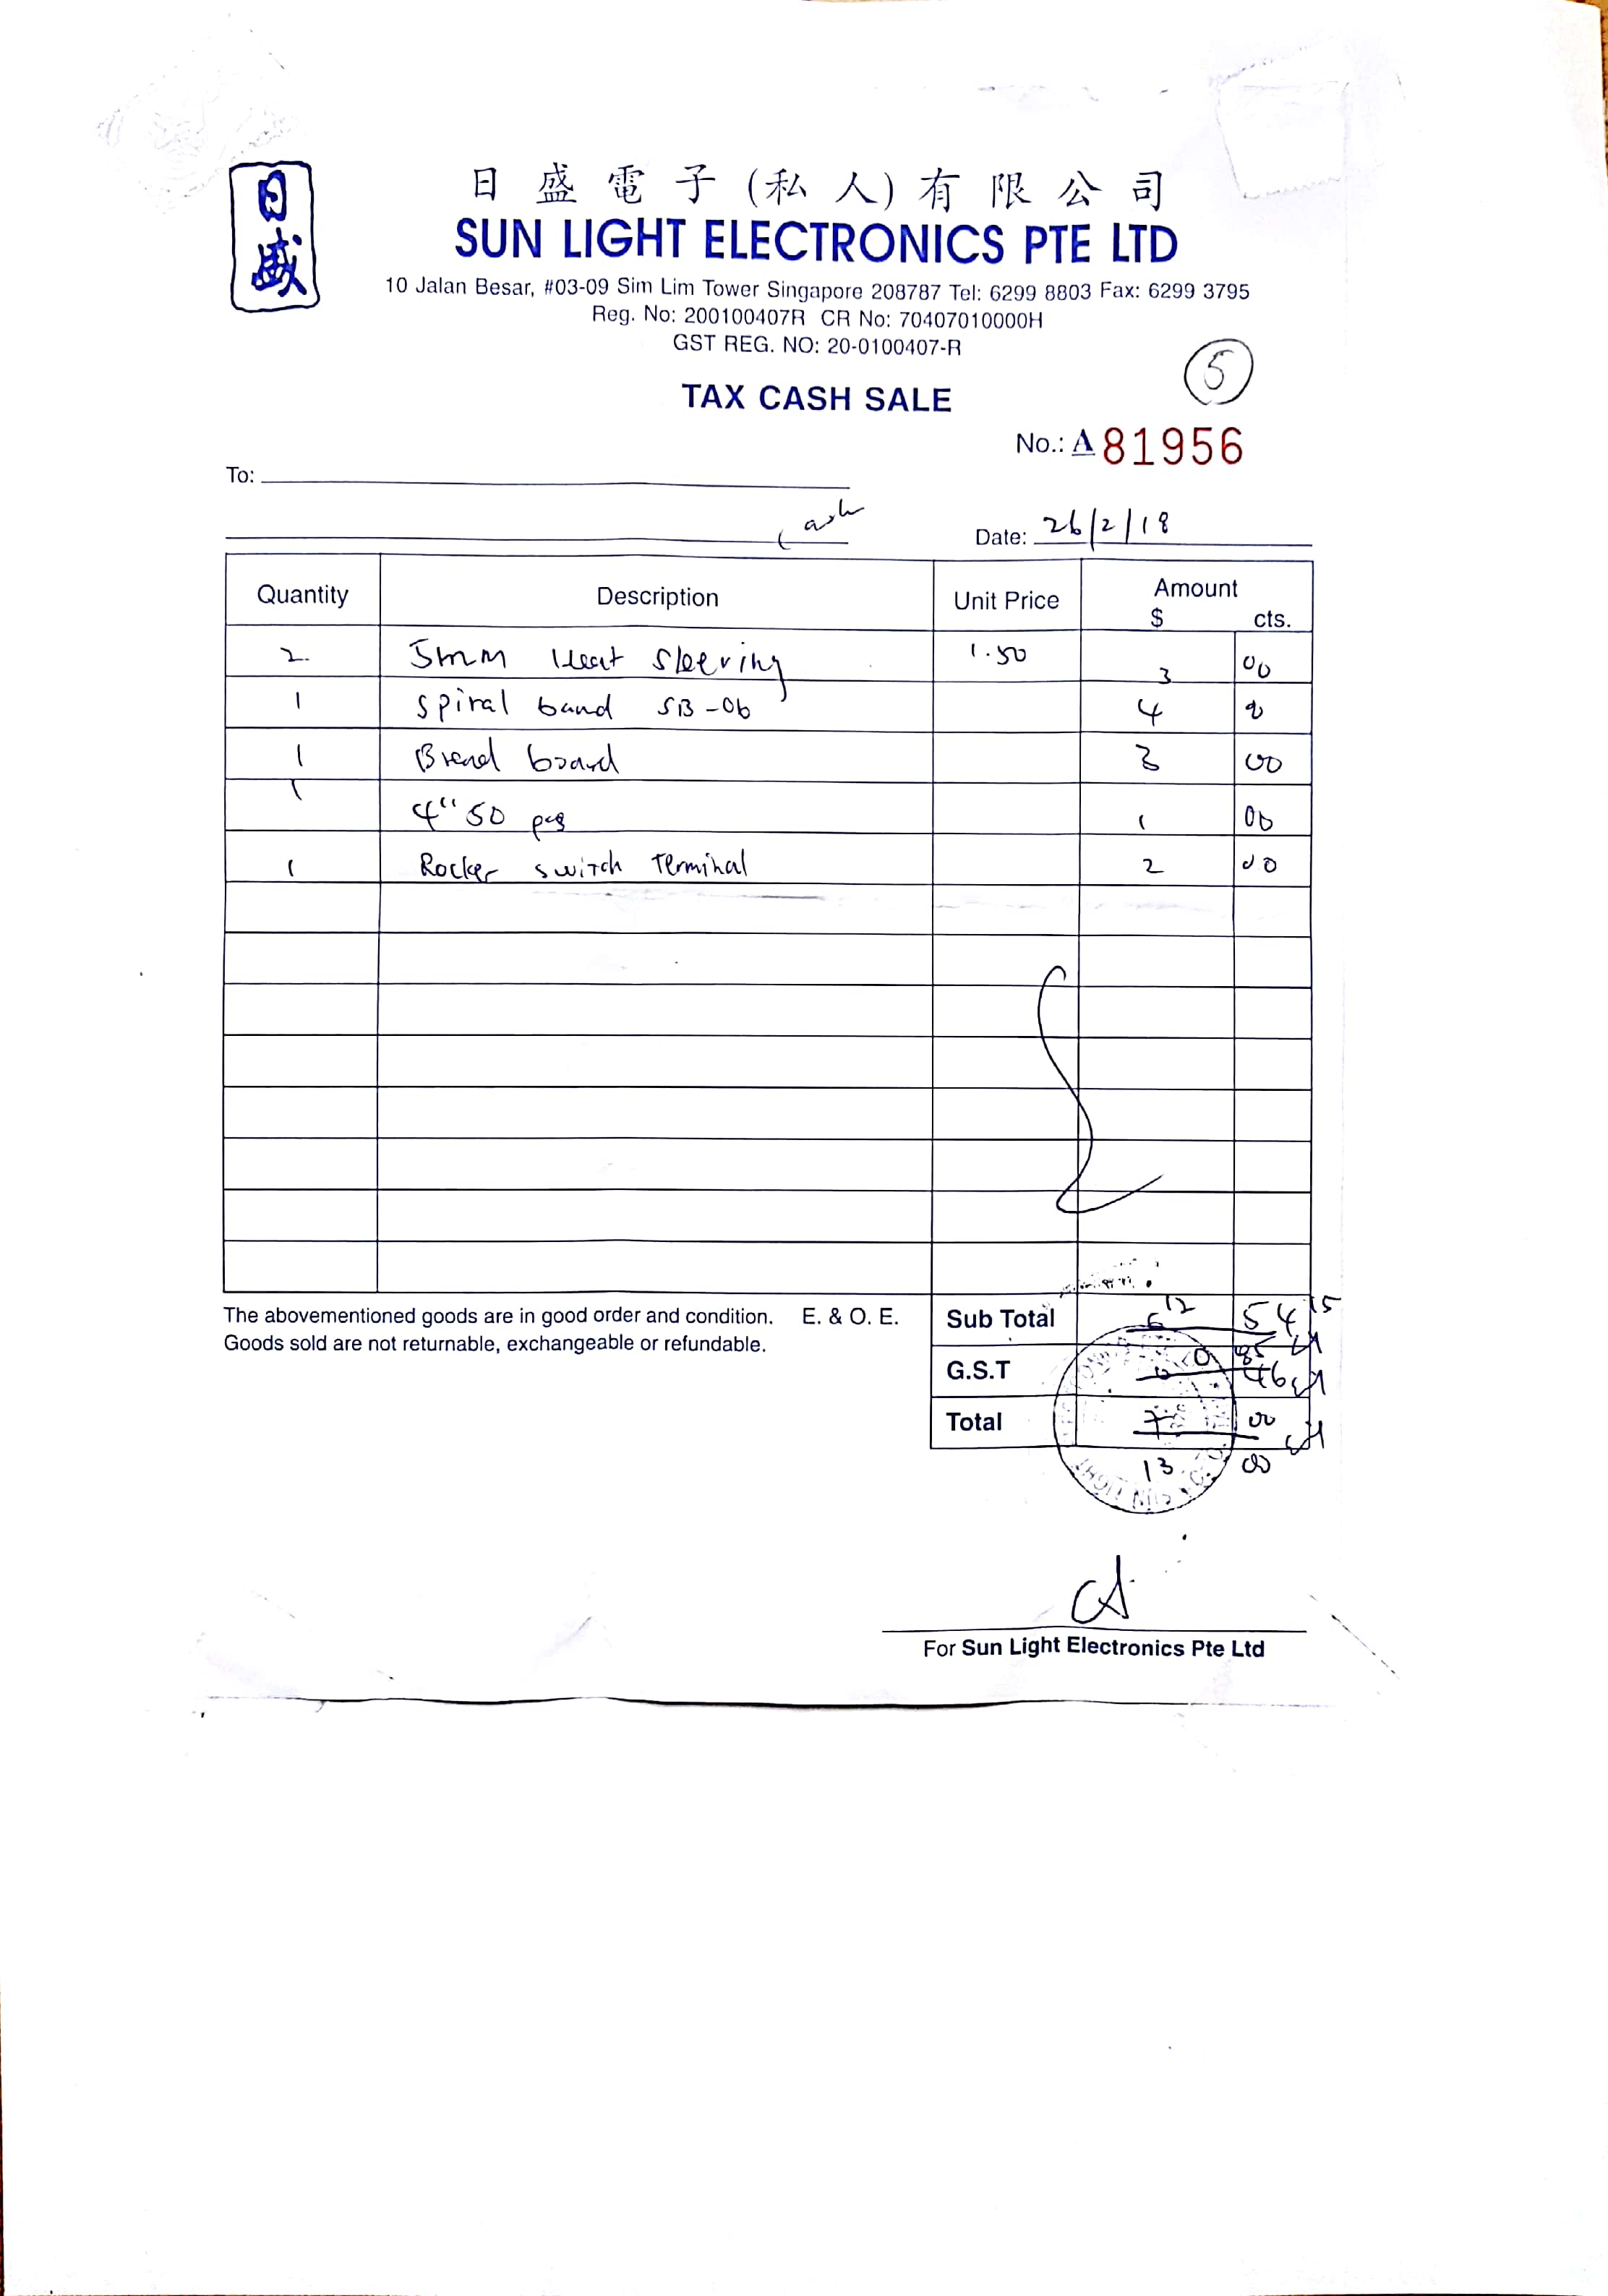 日盛
日盛電子(私人)有限公司
SUN LIGHT ELECTRONICS PTE LTD
10 Jalan Besar, #03-09 Sim Lim Tower Singapore 208787 Tel: 6299 8803 Fax: 6299 3795
Reg. No: 200100407R CR No: 70407010000H
GST REG. NO: 20-0100407-R
5
TAX CASH SALE
No.: A 81956
To:
Cash
Date: 26/2/18
Quantity Description Unit Price Amount $ cts.
2 5mm Heat Sleeving 1.50 3 00
1 Spiral band SB-06 4
1 Bread board 3 00
1 4" 50 pcs 1 00
1 Rocker switch Terminal 2 00
The abovementioned goods are in good order and condition. E. & O. E.
Goods sold are not returnable, exchangeable or refundable.
Sub Total 12 15 6 54
G.S.T 0 85 0 46
Total 7 00
13 00
For Sun Light Electronics Pte Ltd